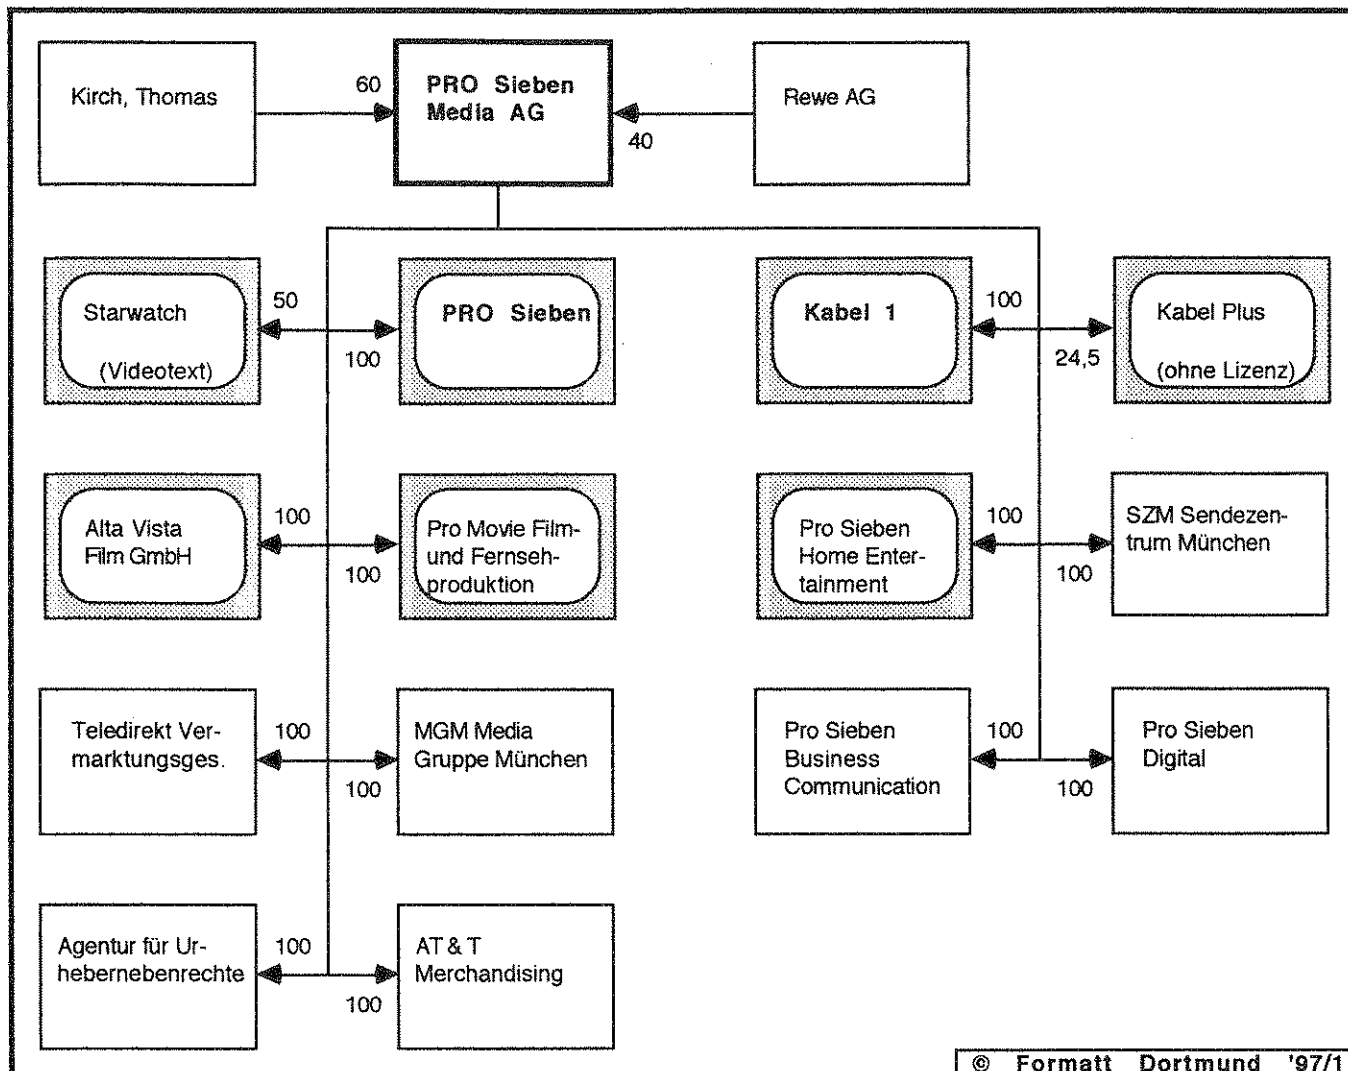 Kirch, Thomas
60
PRO Sieben
Media AG
40
Rewe AG
Starwatch
(Videotext)
50
100
PRO Sieben
Kabel 1
100
24,5
Kabel Plus
(ohne Lizenz)
Alta Vista
Film GmbH
100
100
Pro Movie Film-
und Fernseh-
produktion
Pro Sieben
Home Enter-
tainment
100
100
SZM Sendezen-
trum München
Teledirekt Ver-
marktungsges.
100
100
MGM Media
Gruppe München
Pro Sieben
Business
Communication
100
100
Pro Sieben
Digital
Agentur für Ur-
hebernebenrechte
100
100
AT & T
Merchandising
© Formatt Dortmund '97/1